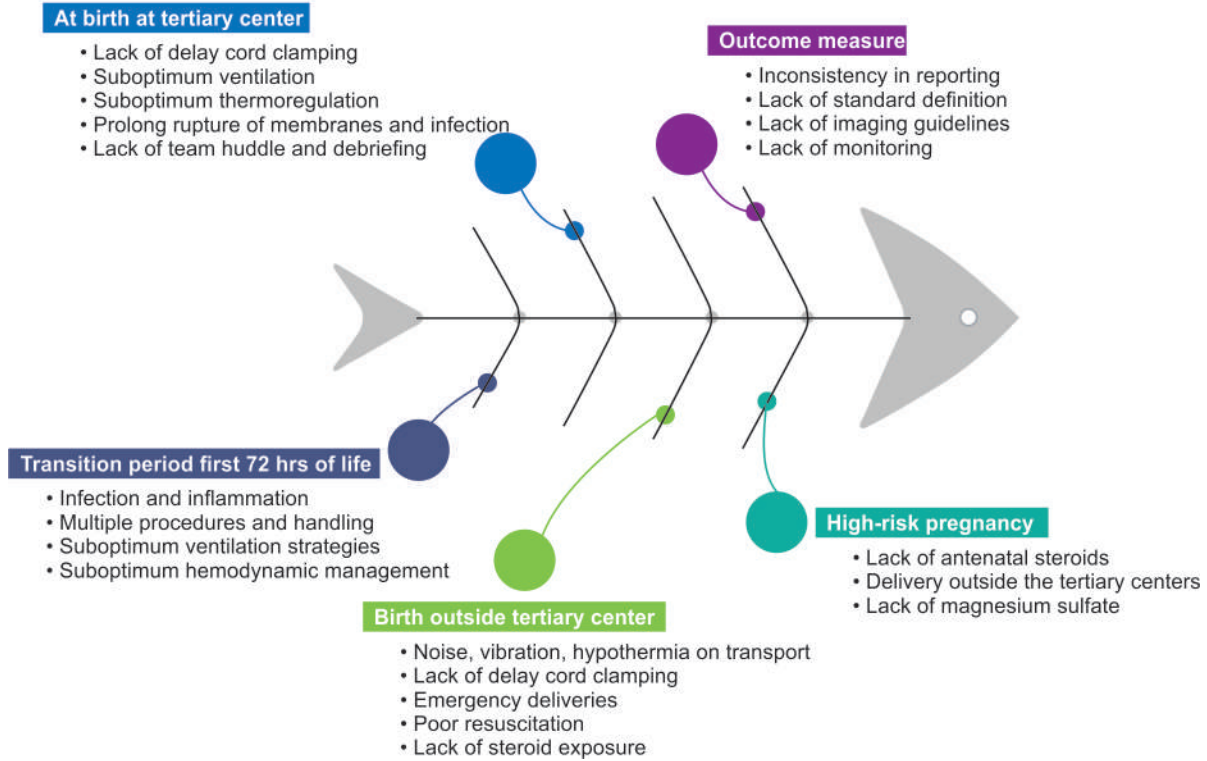 At birth at tertiary center
• Lack of delay cord clamping
• Suboptimum ventilation
• Suboptimum thermoregulation
• Prolong rupture of membranes and infection
• Lack of team huddle and debriefing
Outcome measure
• Inconsistency in reporting
• Lack of standard definition
• Lack of imaging guidelines
• Lack of monitoring
Transition period first 72 hrs of life
• Infection and inflammation
• Multiple procedures and handling
• Suboptimum ventilation strategies
• Suboptimum hemodynamic management
High-risk pregnancy
• Lack of antenatal steroids
• Delivery outside the tertiary centers
• Lack of magnesium sulfate
Birth outside tertiary center
• Noise, vibration, hypothermia on transport
• Lack of delay cord clamping
• Emergency deliveries
• Poor resuscitation
• Lack of steroid exposure